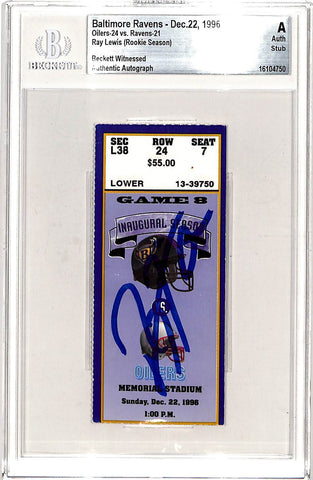 BECKETT
Baltimore Ravens - Dec.22, 1996
Oilers-24 vs. Ravens-21
Ray Lewis (Rookie Season)
Beckett Witnessed
Authentic Autograph
A
Auth
Stub
16104750
SEC ROW SEAT
L38 24 7
$55.00
LOWER 13-39750
GAME 8
INAUGURAL SEASON
OILERS
MEMORIAL STADIUM
Sunday, Dec. 22, 1996
1:00 P.M.